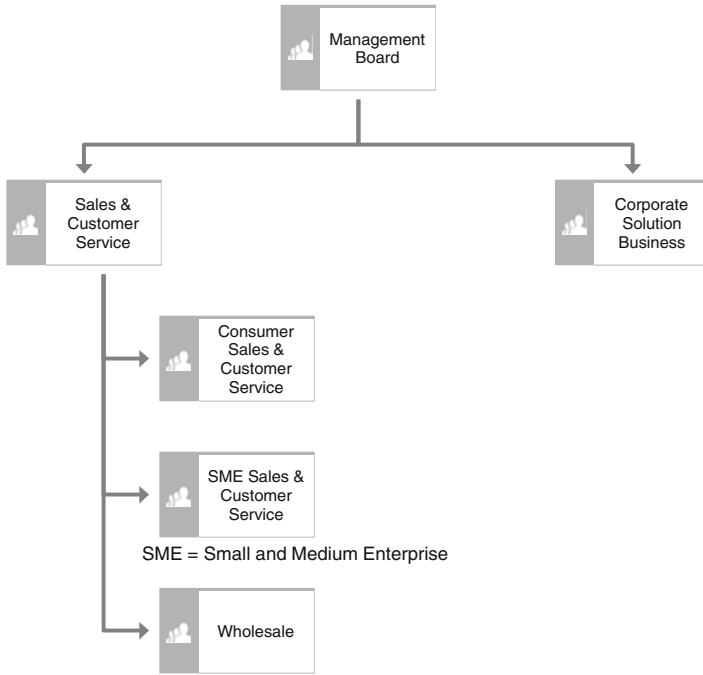 Management
Board
Sales &
Customer
Service
Corporate
Solution
Business
Consumer
Sales &
Customer
Service
SME Sales &
Customer
Service
SME = Small and Medium Enterprise
Wholesale